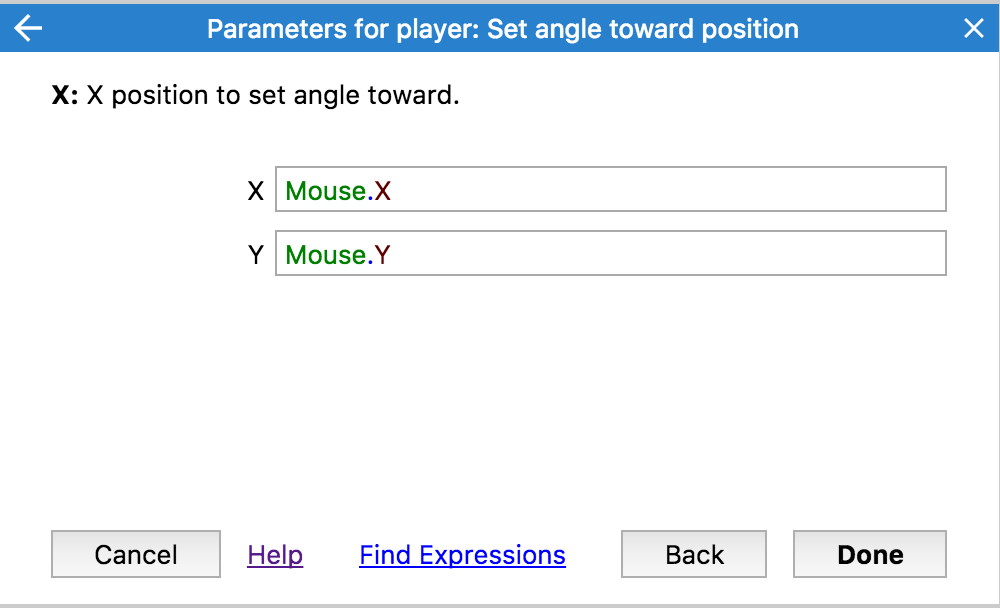 Parameters for player: Set angle toward position
X: X position to set angle toward.
X Mouse.X
Y Mouse.Y
Cancel Help Find Expressions Back Done